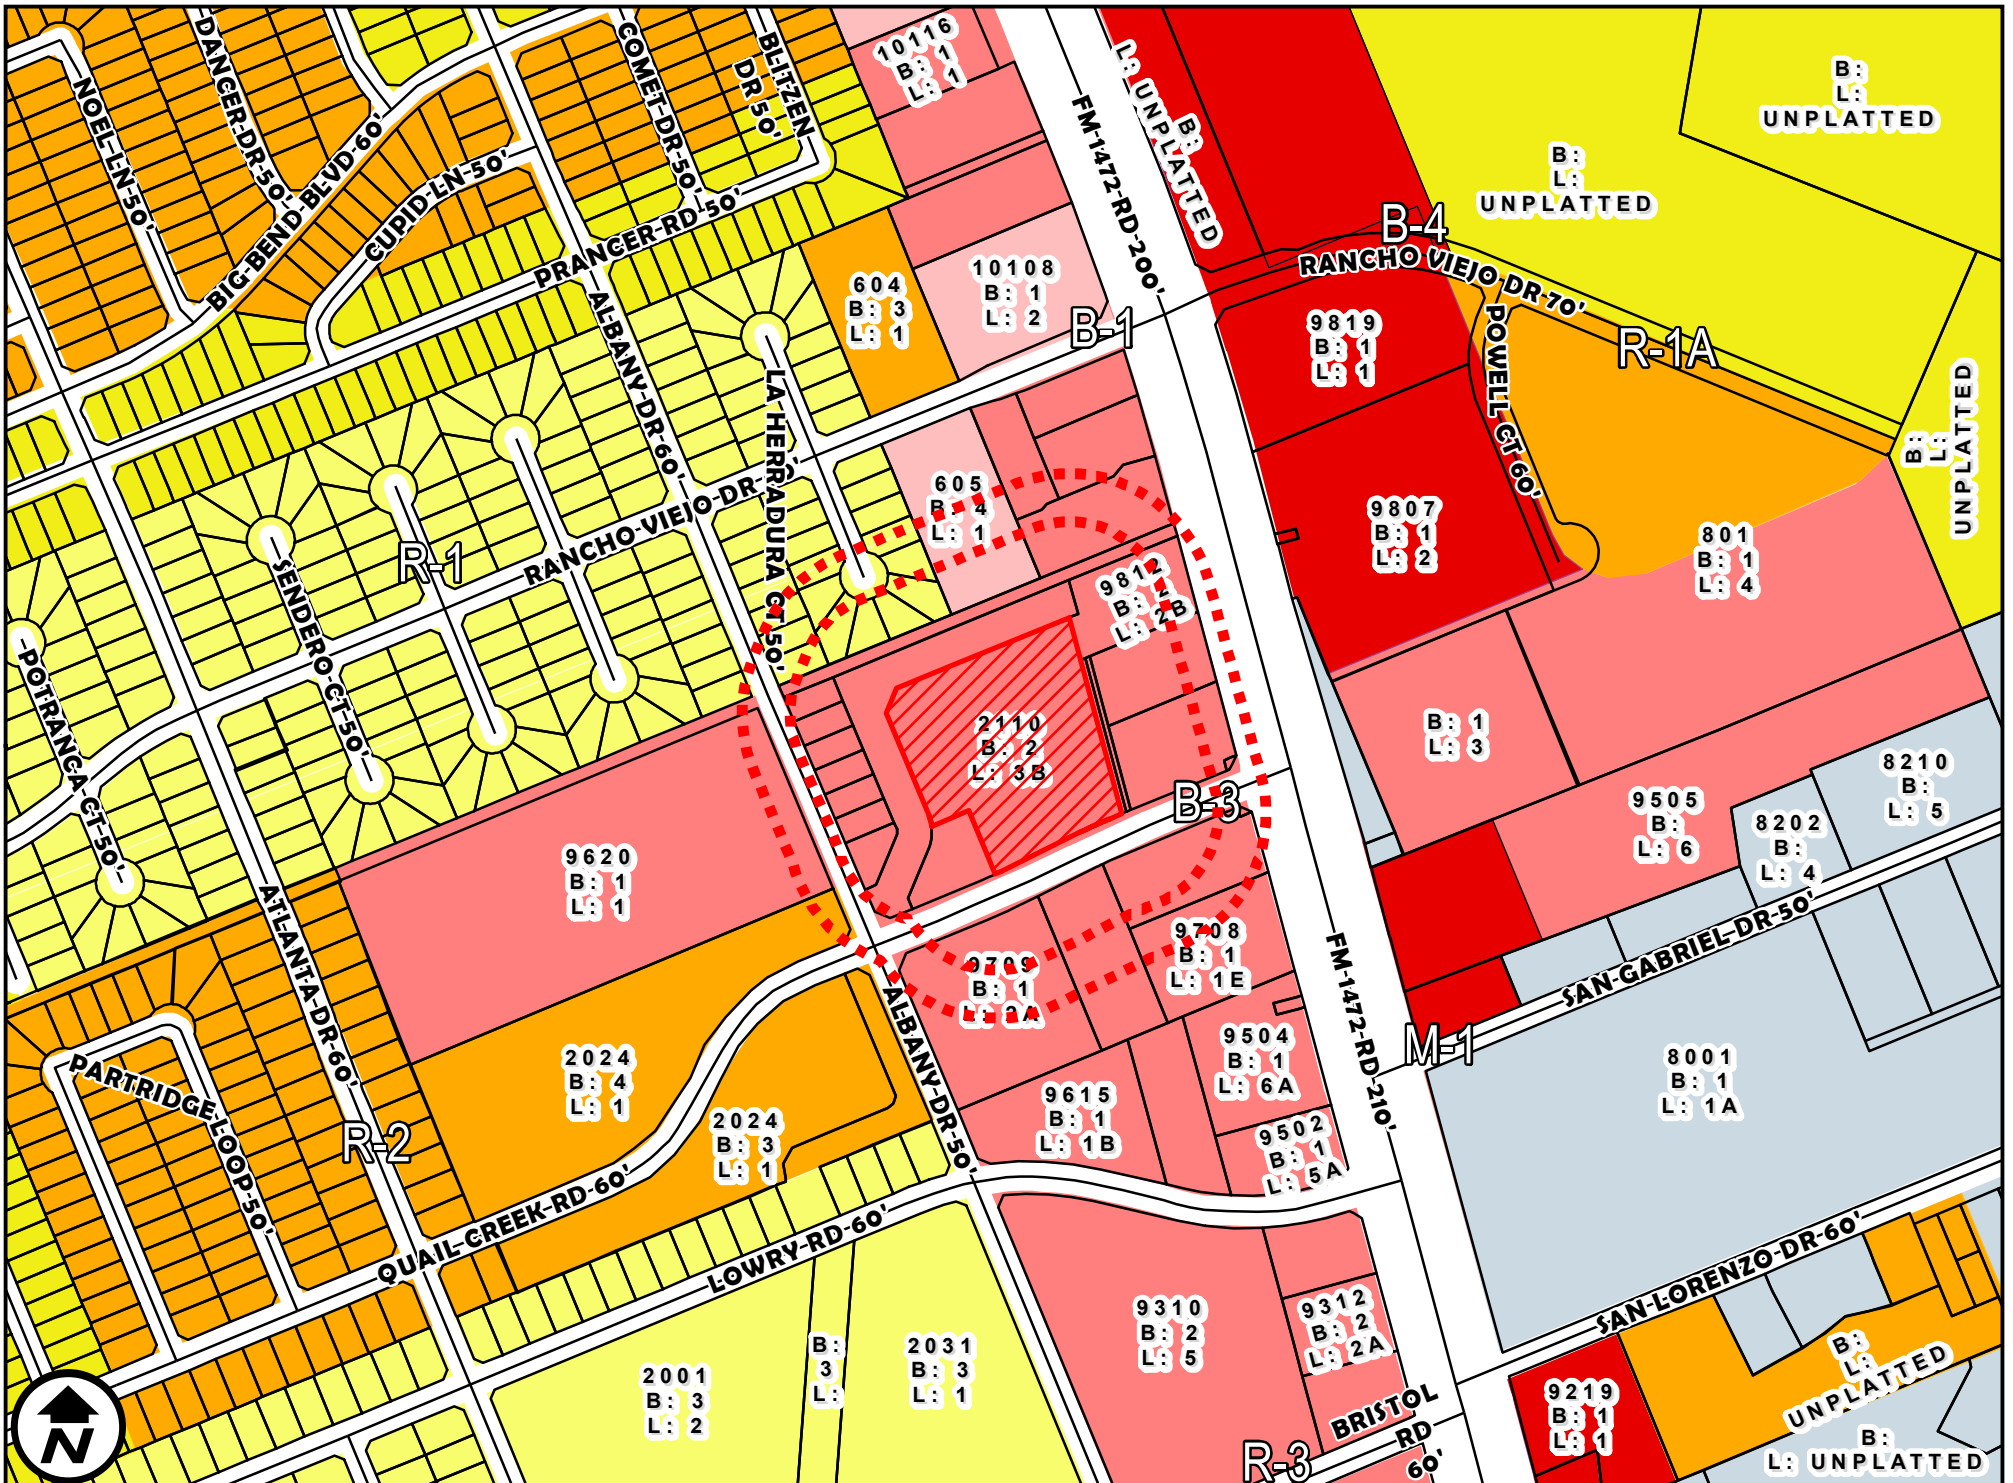 NOEL-LN-50'
DANCER-DR-50'
BIG-BEND-BLVD-60'
CUPID-LN-50'
COMET-DR-50'
BLITZEN
DR 50'
PRANCER-RD-50'
10116
B: 1
L: 1
FM-1472-RD-200'
B:
L: UNPLATTED
B:
L:
UNPLATTED
B:
L:
UNPLATTED
B-4
RANCHO VIEJO DR-70'
604
B: 3
L: 1
10108
B: 1
L: 2
B-1
9819
B: 1
L: 1
POWELL CT-60'
R-1A
B:
L:
UNPLATTED
ALBANY-DR-60'
LA HERRADURA CT-50'
RANCHO-VIEJO-DR
R-1
SENDERO-CT-50'
POTRANCA-CT-50'
605
B: 4
L: 1
9807
B: 1
L: 2
801
B: 1
L: 4
9812
B: 2
L: 2B
2110
B: 2
L: 3B
B-3
B: 1
L: 3
9505
B:
L: 6
8202
B:
L: 4
8210
B:
L: 5
9620
B: 1
L: 1
ATLANTA-DR-60'
9709
B: 1
L: 2A
9708
B: 1
L: 1E
SAN-GABRIEL-DR-50'
FM-1472-RD-210'
M-1
PARTRIDGE-LOOP-50'
2024
B: 4
L: 1
2024
B: 3
L: 1
R-2
ALBANY-DR-50'
9615
B: 1
L: 1B
9504
B: 1
L: 6A
9502
B: 1
L: 5A
8001
B: 1
L: 1A
QUAIL-CREEK-RD-60'
LOWRY-RD-60'
SAN-LORENZO-DR-60'
9310
B: 2
L: 5
9312
B: 2
L: 2A
2001
B: 3
L: 2
B:
3
L:
2031
B: 3
L: 1
BRISTOL
RD
60'
R-3
9219
B: 1
L: 1
B:
L:
UNPLATTED
B:
L: UNPLATTED
N